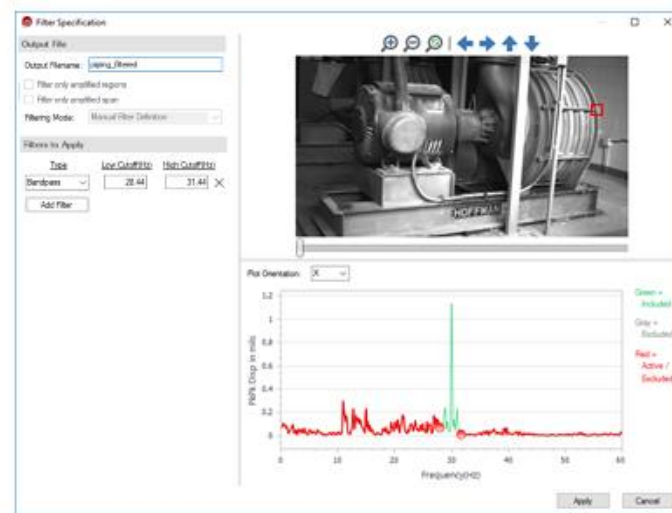 Filter Specification
Output File
Output Filename: piping_filtered
Filter only amplified regions
Filter only amplified span
Filtering Mode: Manual Filter Definition
Filters to Apply
Type Low Cutoff(Hz) High Cutoff(Hz)
Bandpass 28.44 31.44
Add Filter
HOFFMAN
Plot Orientation: X
Green =
Included
Gray =
Excluded
Red =
Active /
Excluded
1.2
1
0.8
0.6
0.4
0.2
0
PkPk Disp in mils
0 10 20 30 40 50 60
Frequency(Hz)
Apply Cancel